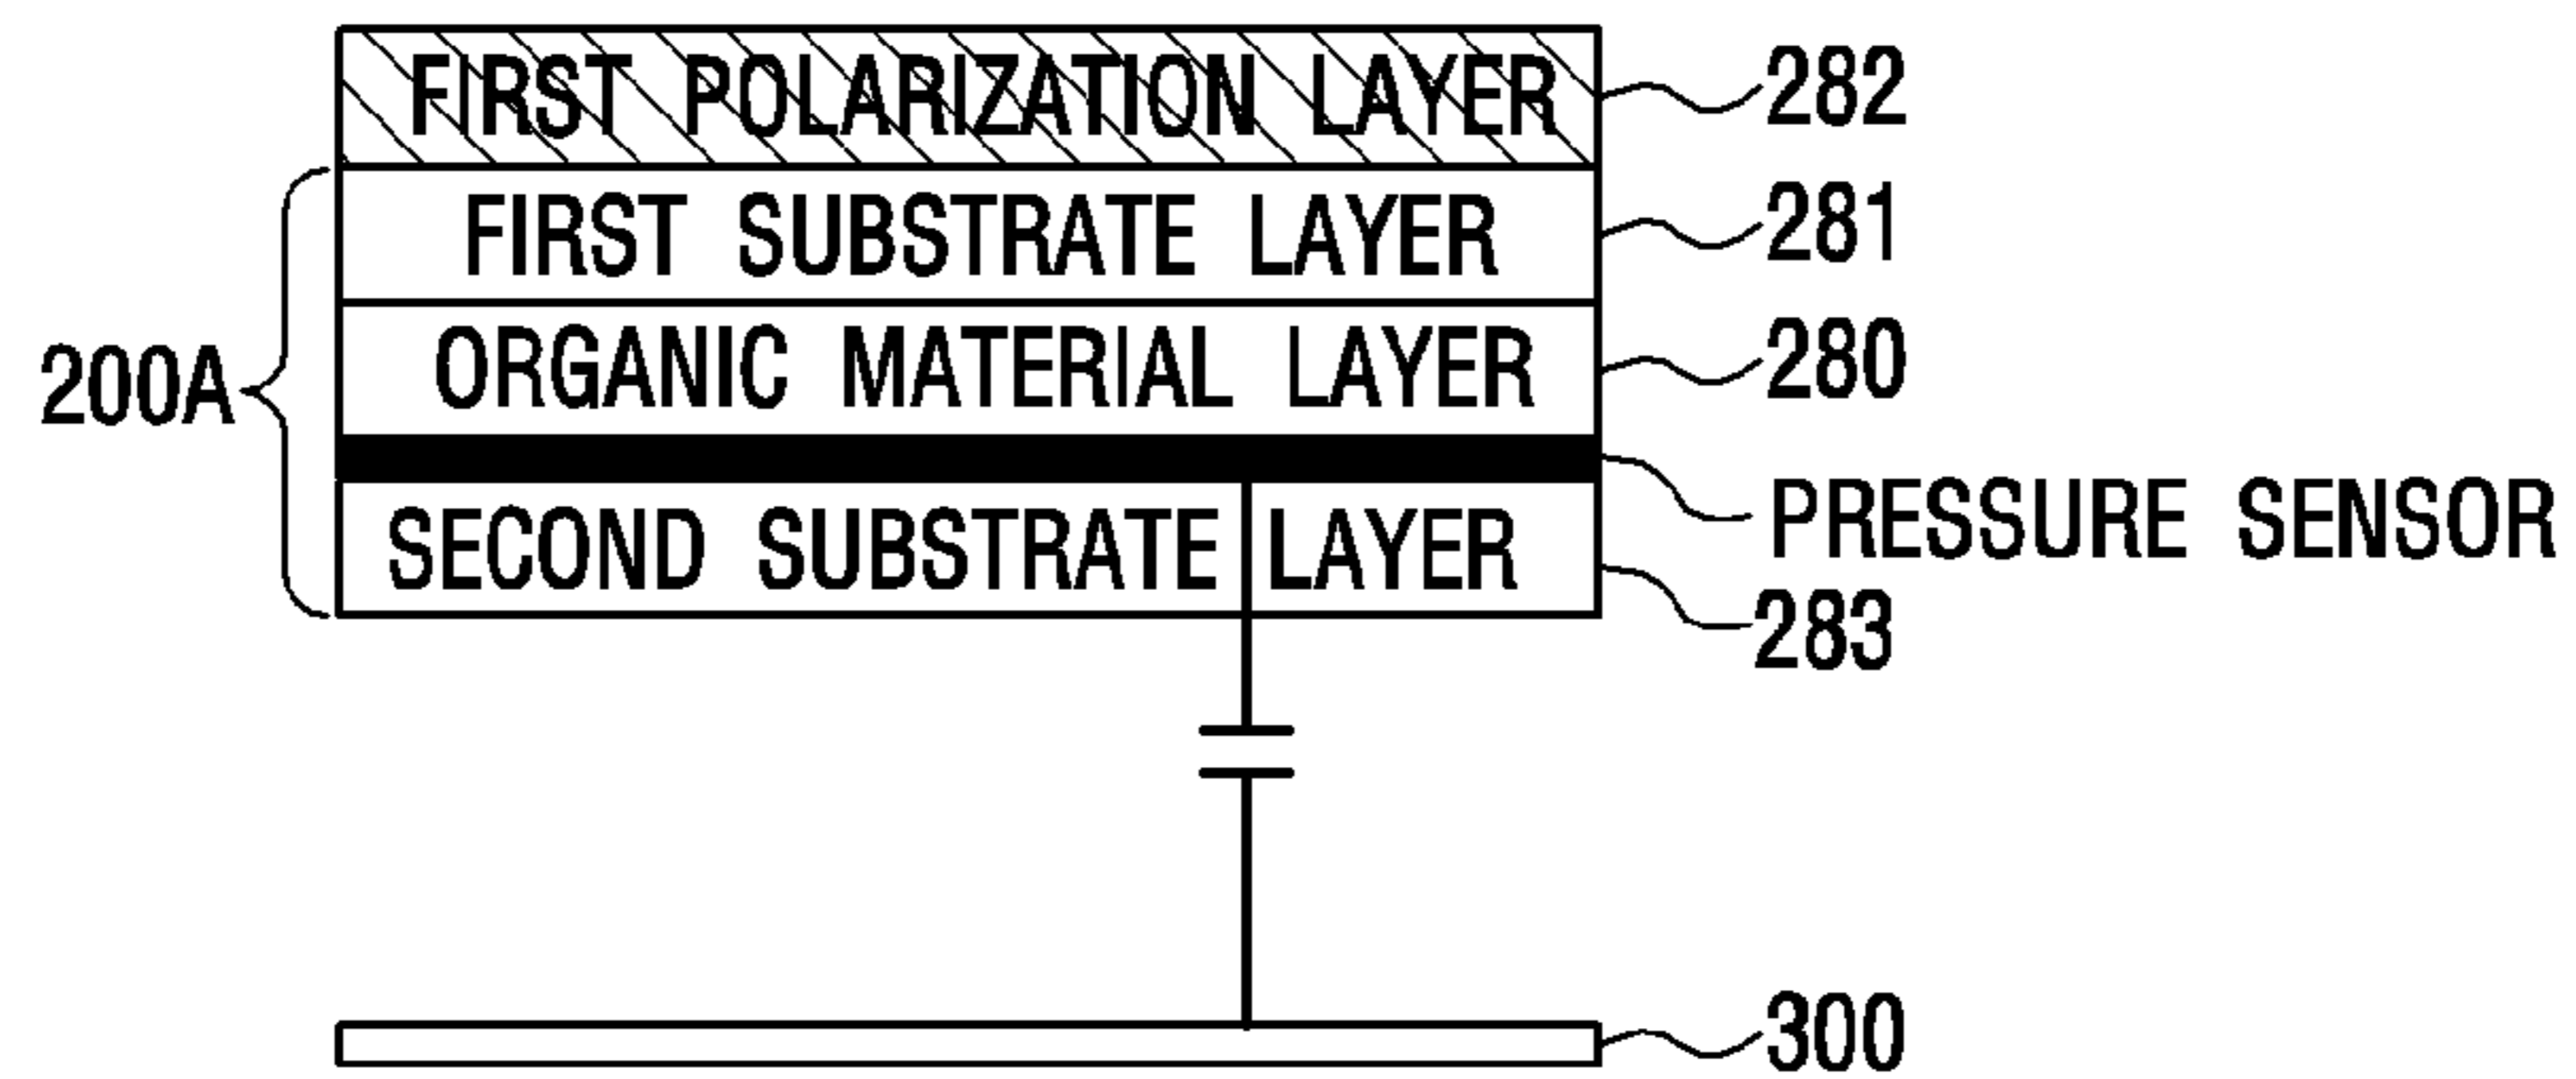 FIRST POLARIZATION LAYER 282
FIRST SUBSTRATE LAYER 281
ORGANIC MATERIAL LAYER 280
200A
PRESSURE SENSOR
SECOND SUBSTRATE LAYER
283
300